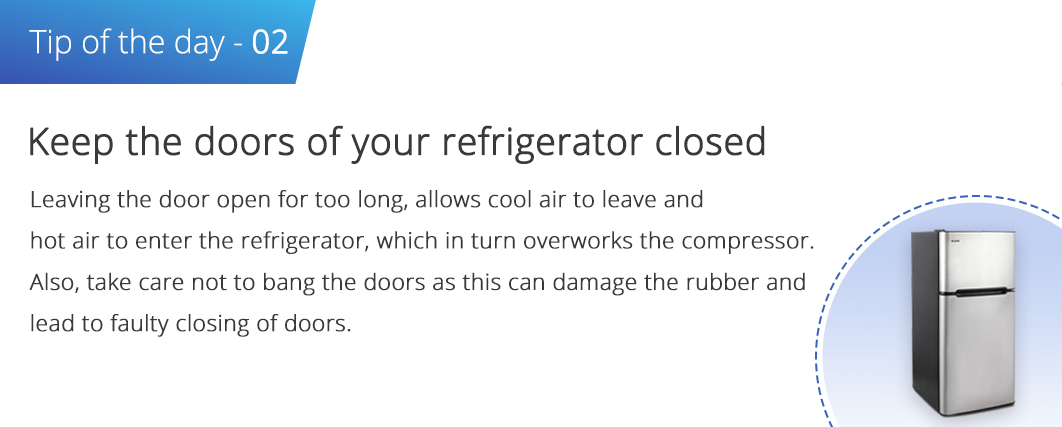 Tip of the day - 02
Keep the doors of your refrigerator closed
Leaving the door open for too long, allows cool air to leave and
hot air to enter the refrigerator, which in turn overworks the compressor.
Also, take care not to bang the doors as this can damage the rubber and
lead to faulty closing of doors.